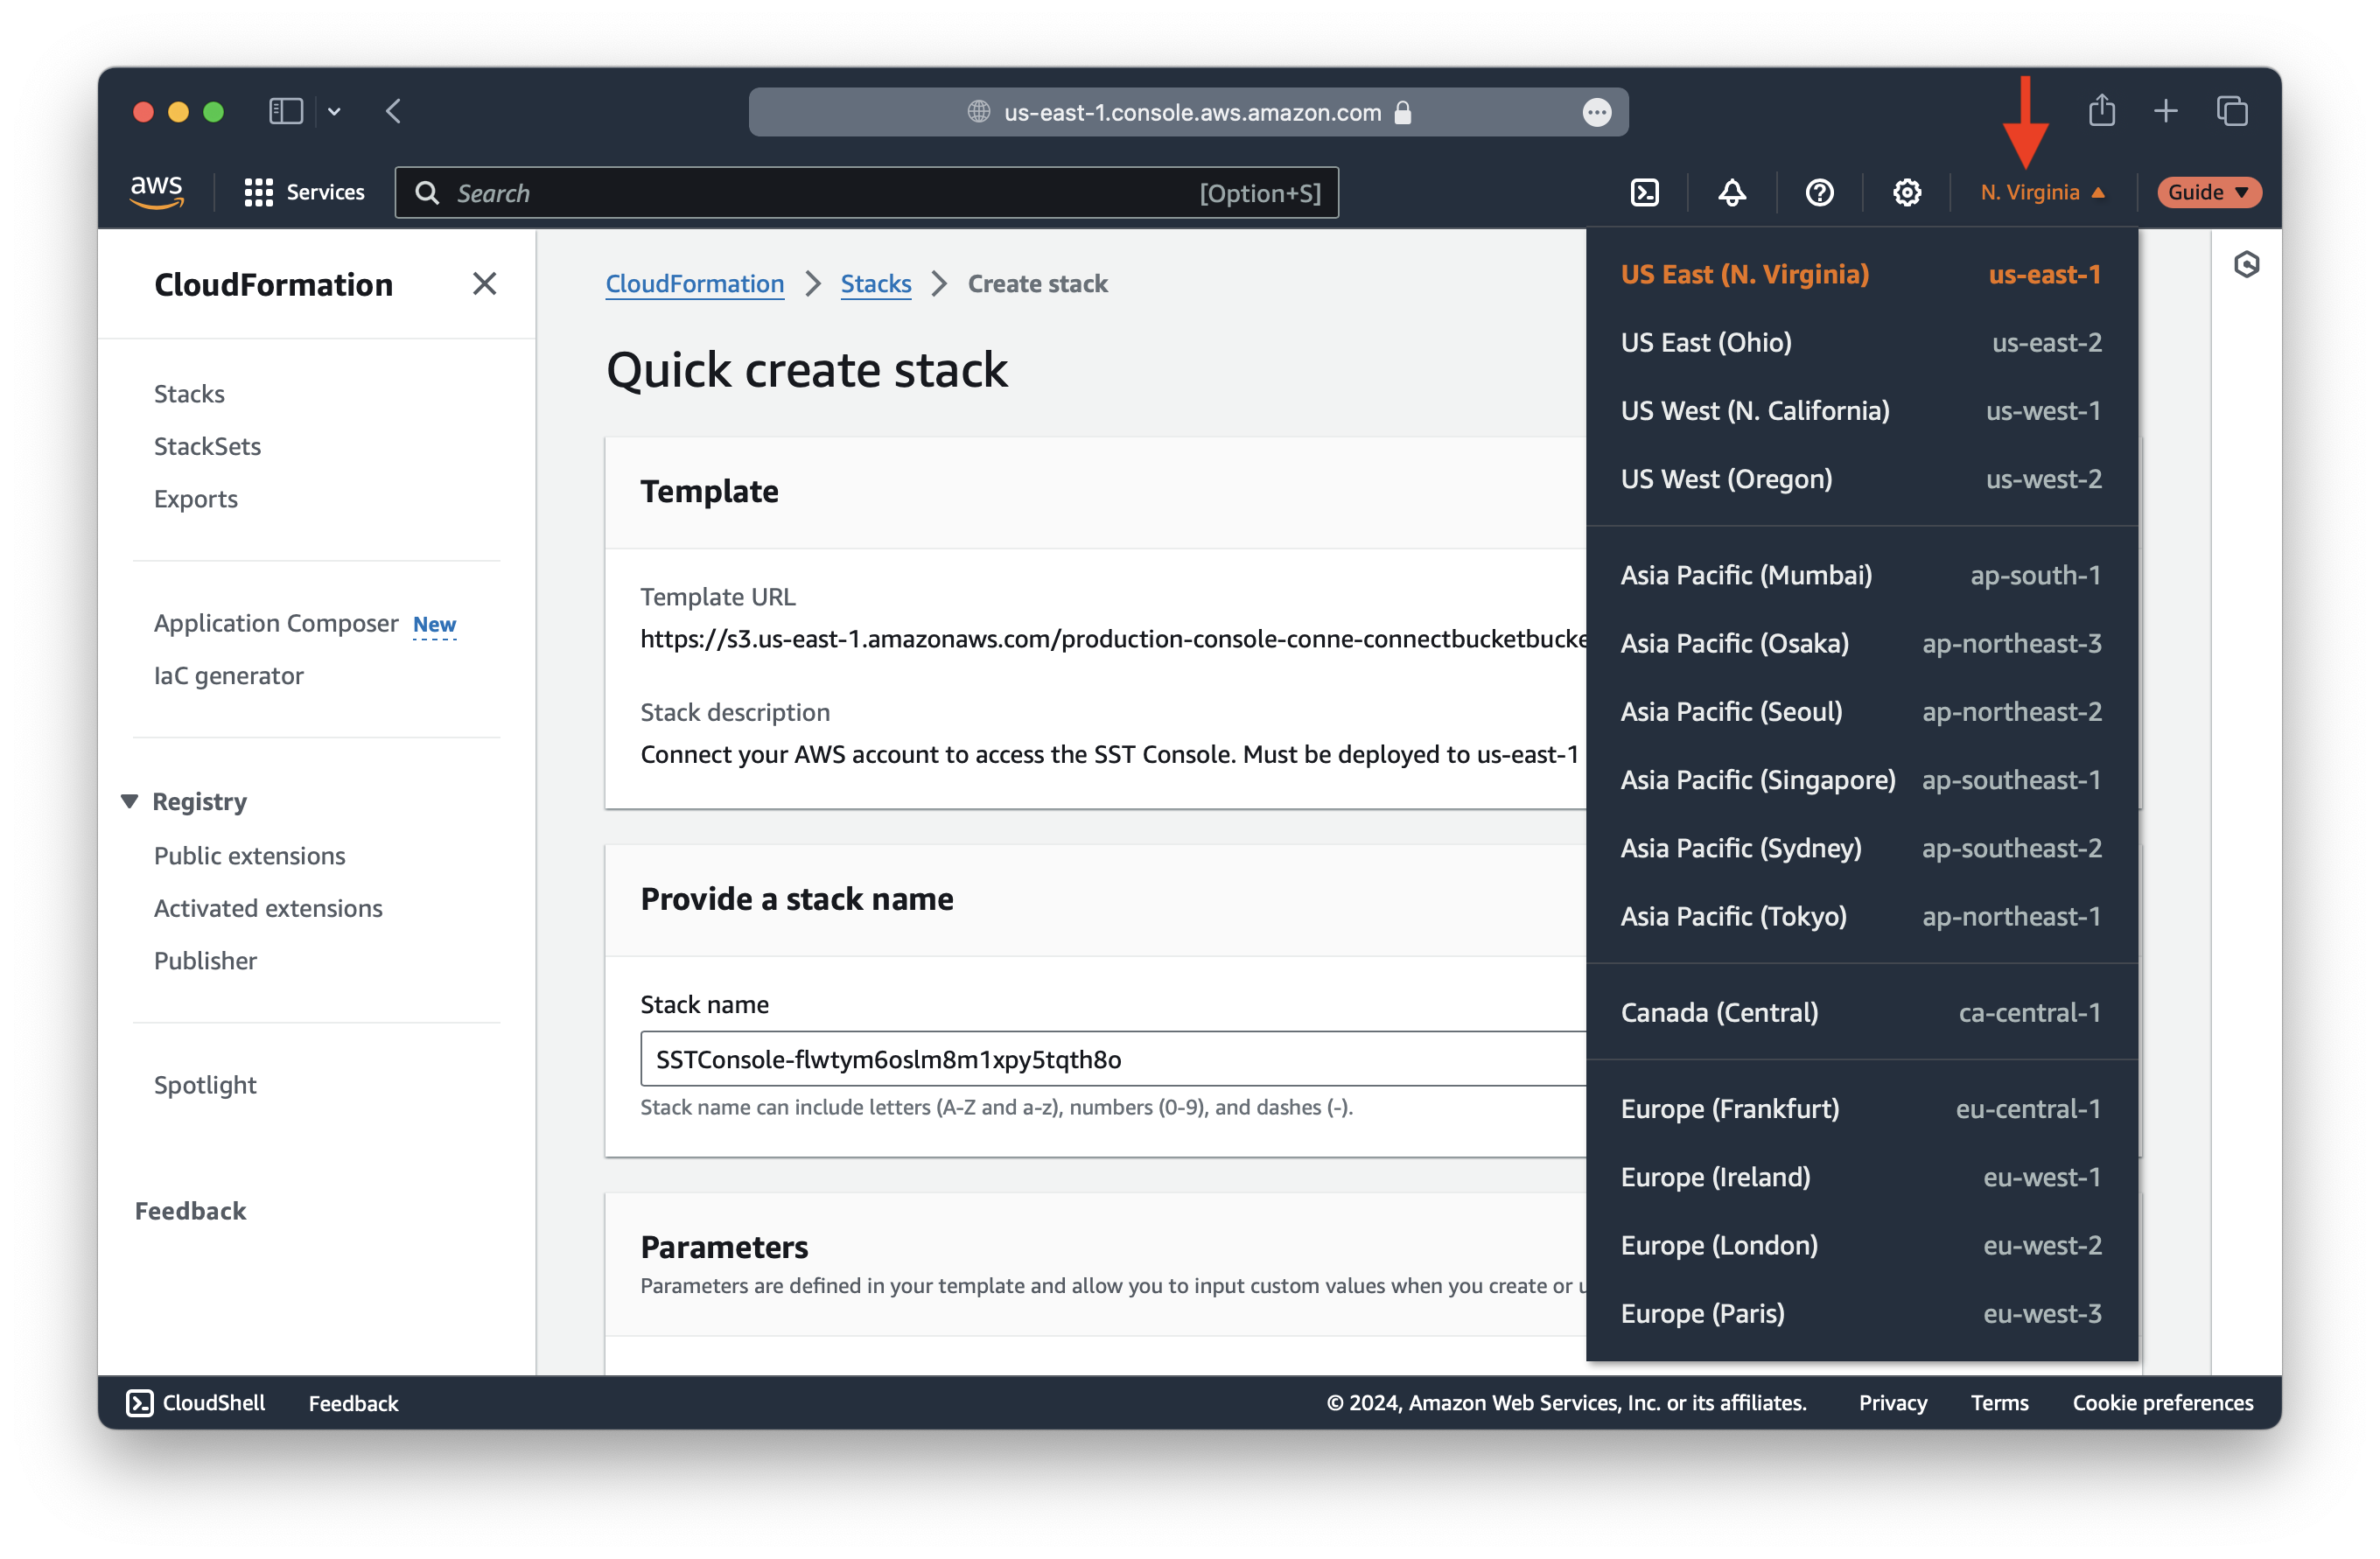 us-east-1.console.aws.amazon.com
aws
Services
Search
[Option+S]
N. Virginia
Guide
CloudFormation
Stacks
StackSets
Exports
Application Composer New
IaC generator
Registry
Public extensions
Activated extensions
Publisher
Spotlight
Feedback
CloudFormation
Stacks
Create stack
Quick create stack
Template
Template URL
https://s3.us-east-1.amazonaws.com/production-console-conne-connectbucketbucke
Stack description
Connect your AWS account to access the SST Console. Must be deployed to us-east-1
Provide a stack name
Stack name
SSTConsole-flwtym6oslm8m1xpy5tqth8o
Stack name can include letters (A-Z and a-z), numbers (0-9), and dashes (-).
Parameters
Parameters are defined in your template and allow you to input custom values when you create or u
US East (N. Virginia) us-east-1
US East (Ohio) us-east-2
US West (N. California) us-west-1
US West (Oregon) us-west-2
Asia Pacific (Mumbai) ap-south-1
Asia Pacific (Osaka) ap-northeast-3
Asia Pacific (Seoul) ap-northeast-2
Asia Pacific (Singapore) ap-southeast-1
Asia Pacific (Sydney) ap-southeast-2
Asia Pacific (Tokyo) ap-northeast-1
Canada (Central) ca-central-1
Europe (Frankfurt) eu-central-1
Europe (Ireland) eu-west-1
Europe (London) eu-west-2
Europe (Paris) eu-west-3
CloudShell
Feedback
© 2024, Amazon Web Services, Inc. or its affiliates.
Privacy
Terms
Cookie preferences